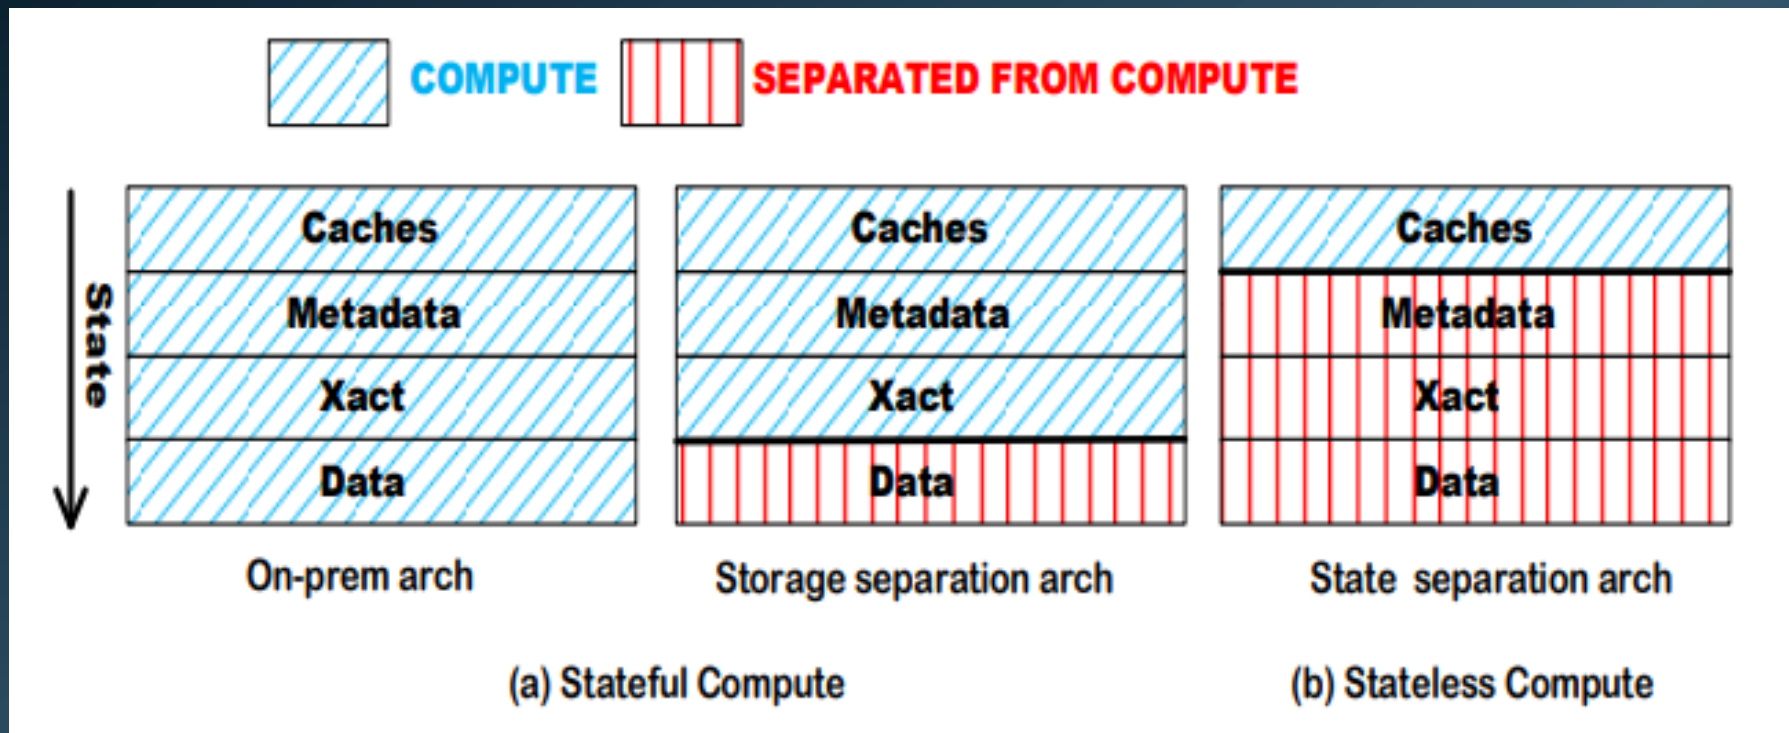 COMPUTE
SEPARATED FROM COMPUTE
State
Caches
Metadata
Xact
Data
On-prem arch
Caches
Metadata
Xact
Data
Storage separation arch
Caches
Metadata
Xact
Data
State separation arch
(a) Stateful Compute
(b) Stateless Compute